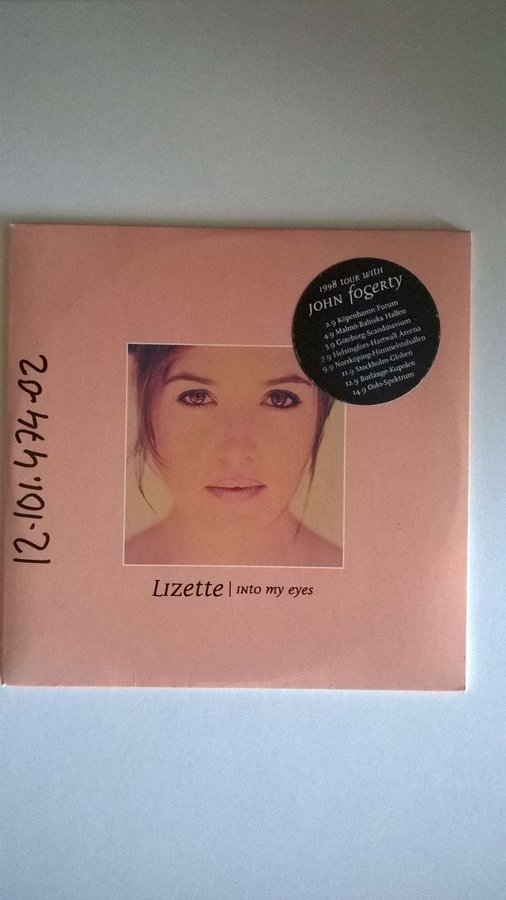 1998 tour with
John Fogerty
2.9 Köpenhamn-Forum
4.9 Malmö-Baltiska Hallen
5.9 Göteborg-Scandinavium
7.9 Helsingfors-Hartwall Areena
9.9 Norrköping-Himmelstalhallen
11.9 Stockholm-Globen
12.9 Borlänge-Kupolen
14.9 Oslo-Spektrum
12-101.474-02
Lizette | into my eyes